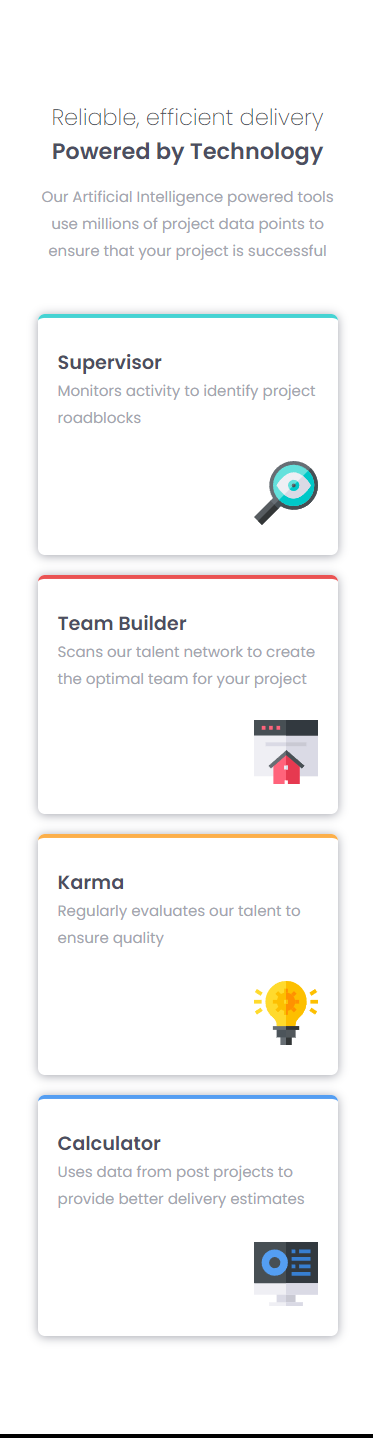 Reliable, efficient delivery
Powered by Technology
Our Artificial Intelligence powered tools
use millions of project data points to
ensure that your project is successful
Supervisor
Monitors activity to identify project
roadblocks
Team Builder
Scans our talent network to create
the optimal team for your project
Karma
Regularly evaluates our talent to
ensure quality
Calculator
Uses data from post projects to
provide better delivery estimates